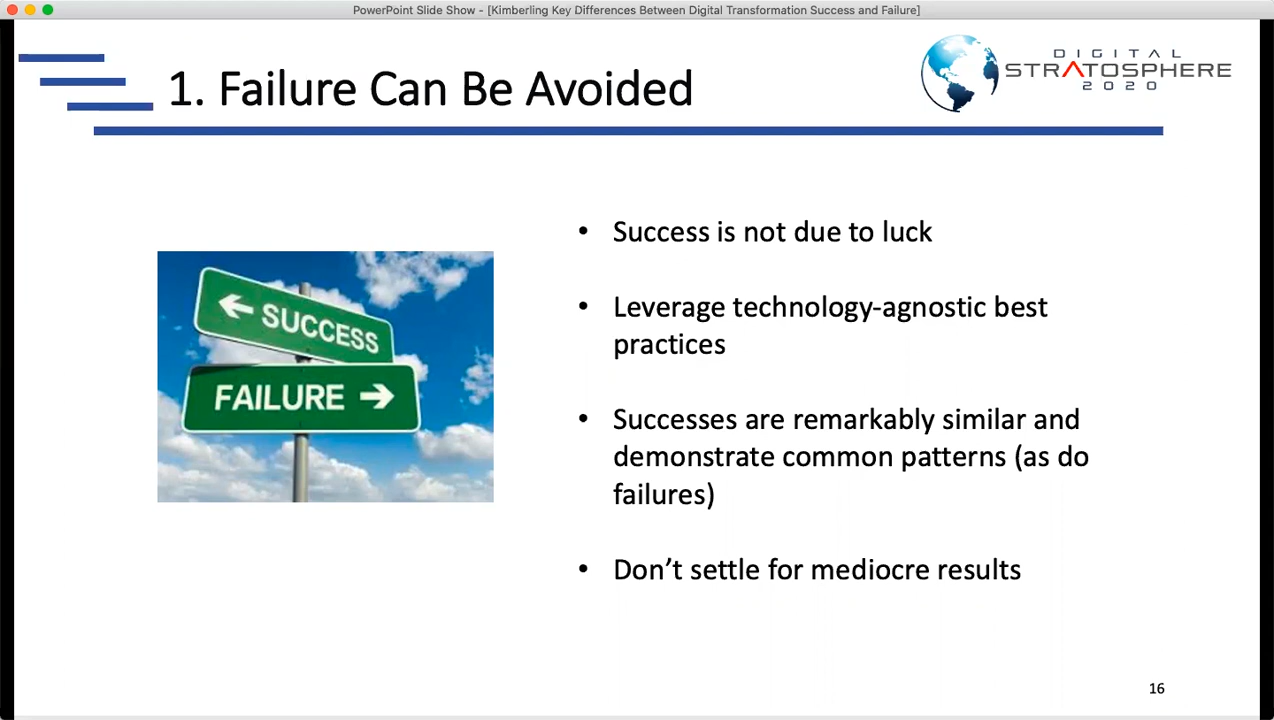 PowerPoint Slide Show - [Kimberling Key Differences Between Digital Transformation Success and Failure]
1. Failure Can Be Avoided
DIGITAL
STRATOSPHERE
2020
← SUCCESS
FAILURE →
• Success is not due to luck
• Leverage technology-agnostic best
practices
• Successes are remarkably similar and
demonstrate common patterns (as do
failures)
• Don’t settle for mediocre results
16